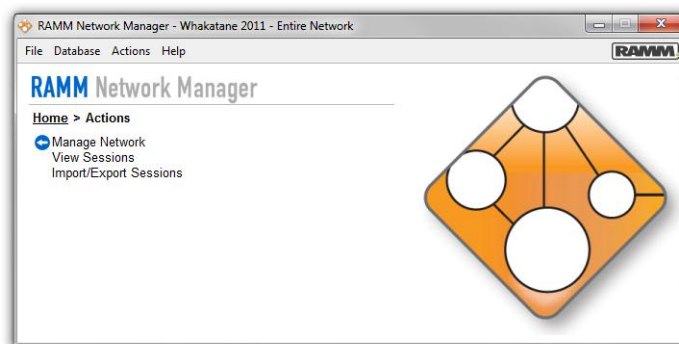 RAMM Network Manager - Whakatane 2011 - Entire Network
File Database Actions Help
RAMM
RAMM Network Manager
Home > Actions
Manage Network
View Sessions
Import/Export Sessions